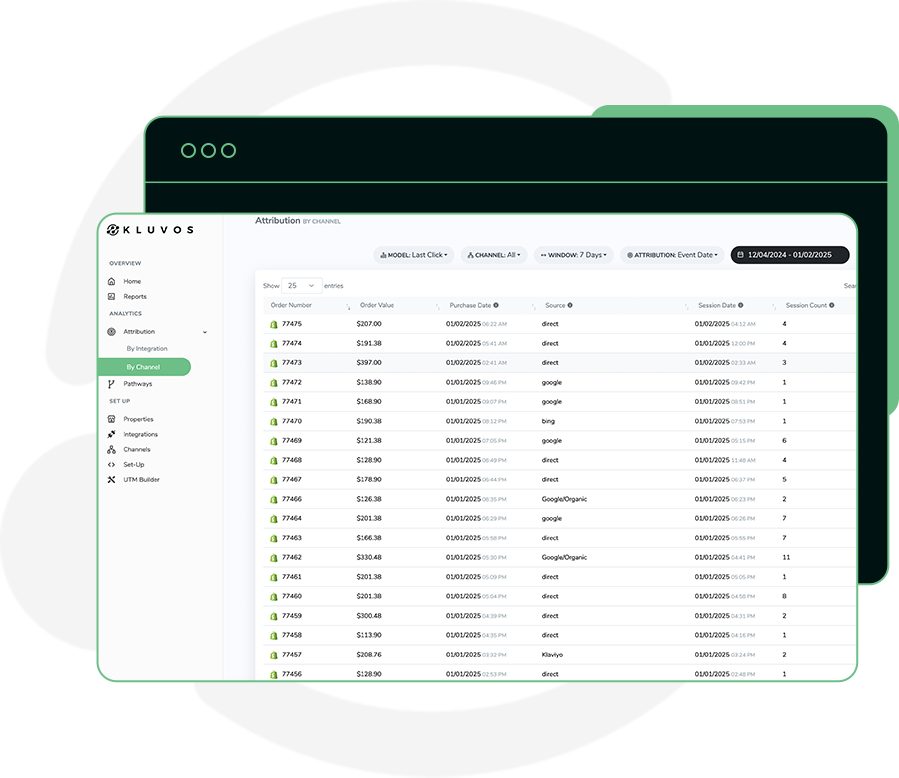 KLUVOS
OVERVIEW
Home
Reports
ANALYTICS
Attribution
By Integration
By Channel
Pathways
SET UP
Properties
Integrations
Channels
Set-Up
UTM Builder
Attribution BY CHANNEL
MODEL: Last Click CHANNEL: All WINDOW: 7 Days ATTRIBUTION: Event Date 12/04/2024 - 01/02/2025
Show 25 entries Sear
Order Number Order Value Purchase Date Source Session Date Session Count
77475 $207.00 01/02/2025 06:22 AM direct 01/02/2025 04:12 AM 4
77474 $191.38 01/02/2025 05:41 AM direct 01/01/2025 12:00 PM 4
77473 $397.00 01/02/2025 02:41 AM direct 01/02/2025 02:33 AM 3
77472 $138.90 01/01/2025 09:46 PM google 01/01/2025 09:42 PM 1
77471 $168.90 01/01/2025 09:07 PM google 01/01/2025 08:51 PM 1
77470 $190.38 01/01/2025 08:12 PM bing 01/01/2025 07:53 PM 1
77469 $121.38 01/01/2025 07:05 PM google 01/01/2025 05:15 PM 6
77468 $128.90 01/01/2025 06:49 PM direct 01/01/2025 11:48 AM 4
77467 $178.90 01/01/2025 06:44 PM direct 01/01/2025 06:37 PM 5
77466 $126.38 01/01/2025 06:35 PM Google/Organic 01/01/2025 06:23 PM 2
77464 $201.38 01/01/2025 06:29 PM google 01/01/2025 06:26 PM 7
77463 $166.38 01/01/2025 05:58 PM direct 01/01/2025 05:55 PM 7
77462 $330.48 01/01/2025 05:30 PM Google/Organic 01/01/2025 04:41 PM 11
77461 $201.38 01/01/2025 05:09 PM direct 01/01/2025 05:05 PM 1
77460 $201.38 01/01/2025 05:04 PM direct 01/01/2025 04:58 PM 8
77459 $300.48 01/01/2025 04:39 PM direct 01/01/2025 04:31 PM 2
77458 $113.90 01/01/2025 04:35 PM direct 01/01/2025 04:16 PM 1
77457 $208.76 01/01/2025 03:32 PM Klaviyo 01/01/2025 03:24 PM 2
77456 $128.90 01/01/2025 02:53 PM direct 01/01/2025 02:48 PM 1